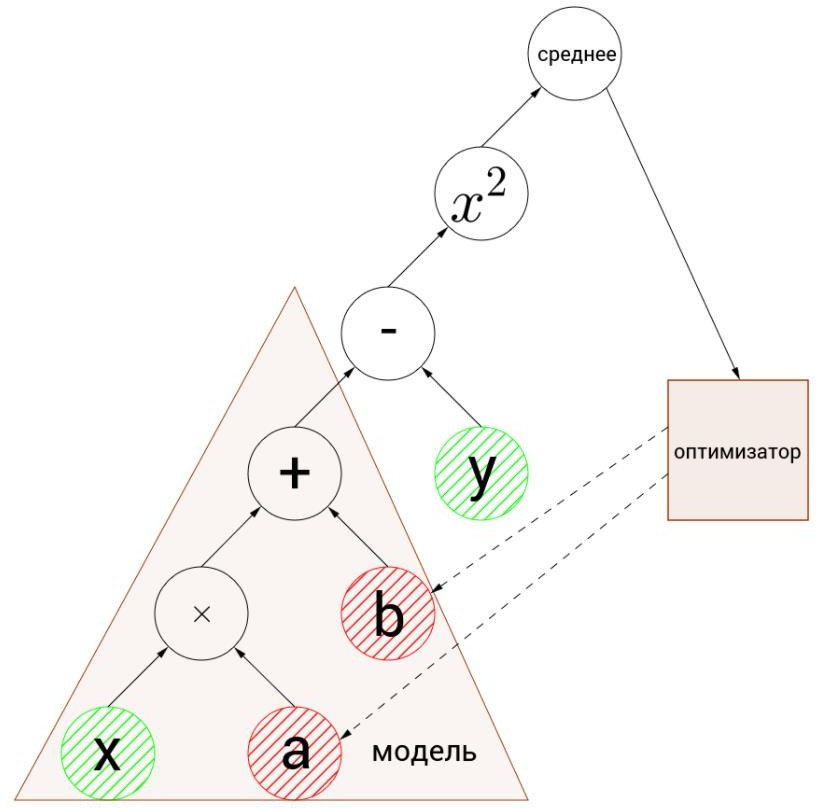 среднее
x²
-
+
y
оптимизатор
×
b
x
a
модель